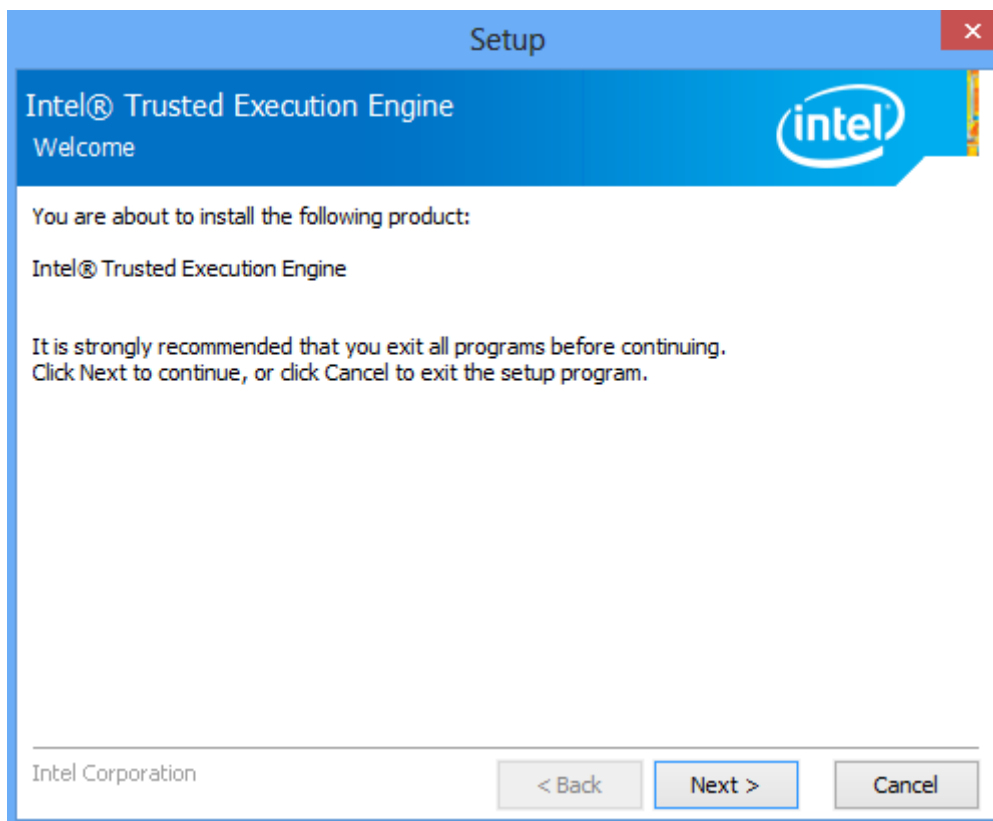 Setup
Intel® Trusted Execution Engine
Welcome
intel
You are about to install the following product:
Intel® Trusted Execution Engine
It is strongly recommended that you exit all programs before continuing.
Click Next to continue, or click Cancel to exit the setup program.
Intel Corporation
< Back Next > Cancel